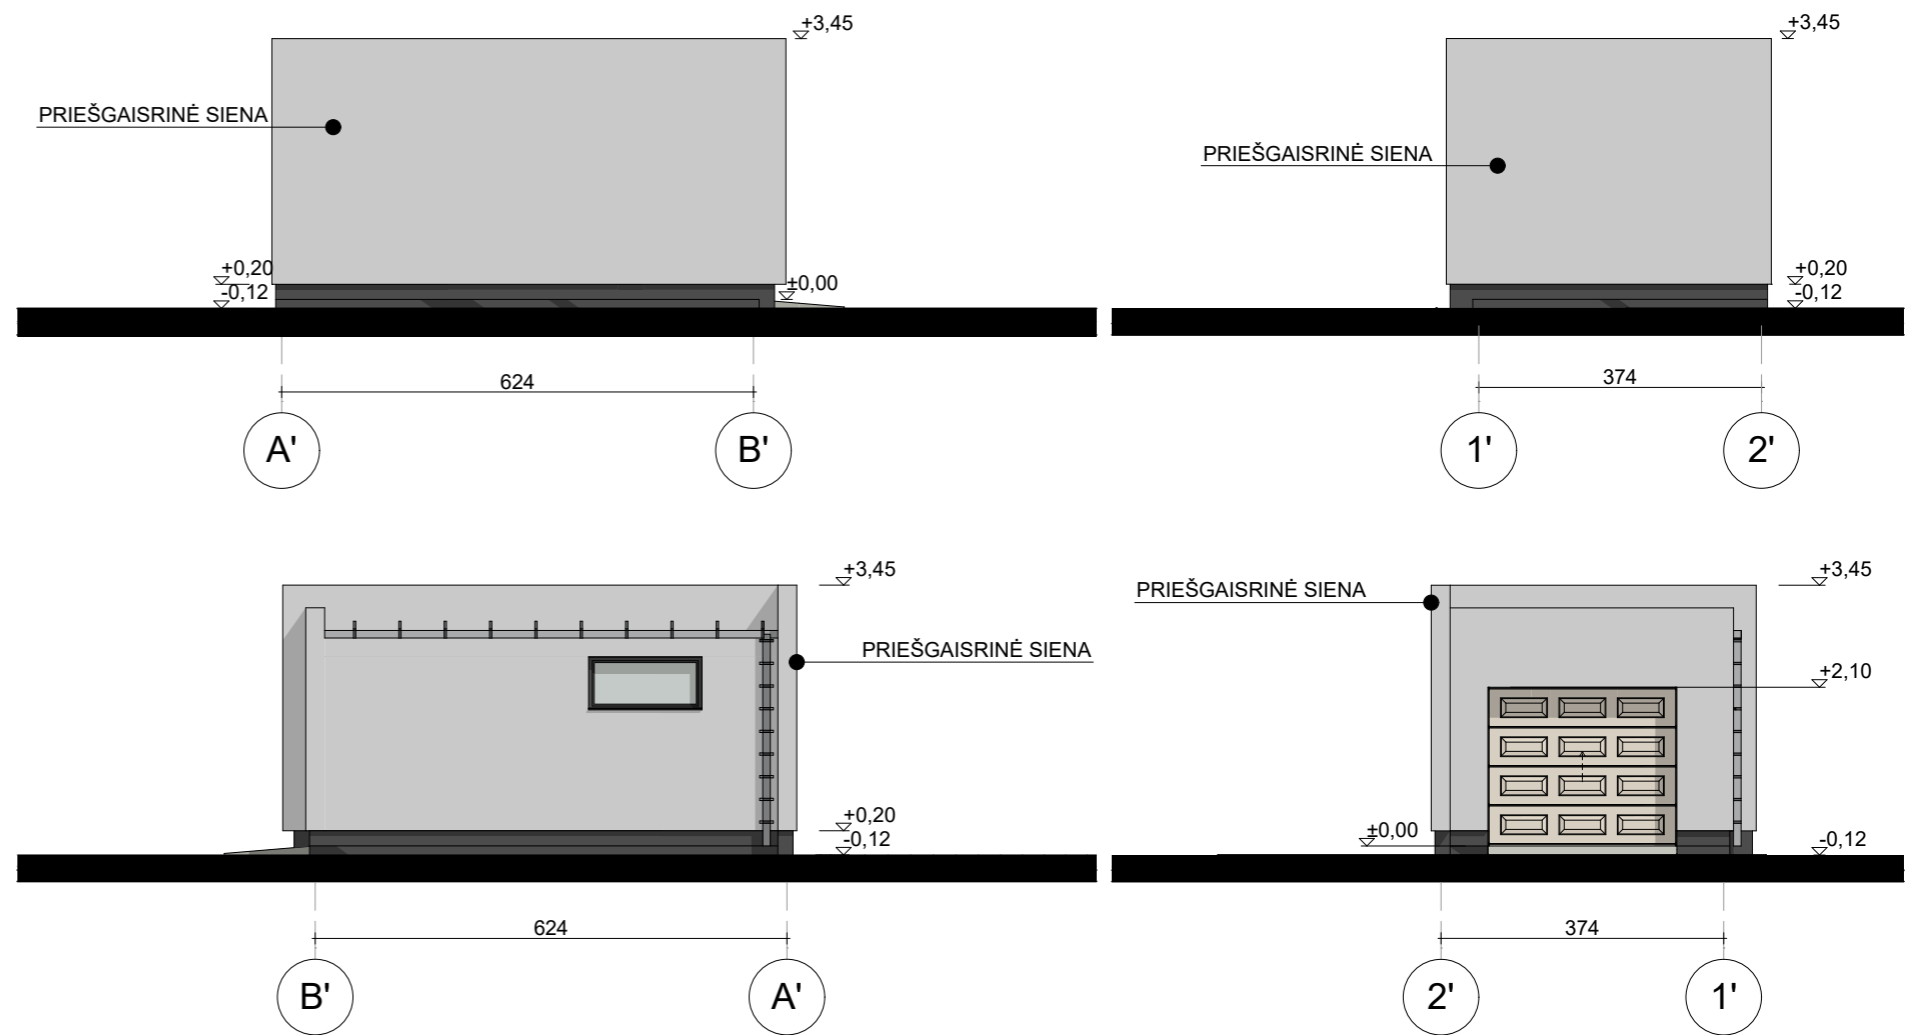 +3,45
PRIEŠGAISRINĖ SIENA
+0,20
-0,12
±0,00
624
A'
B'
+3,45
PRIEŠGAISRINĖ SIENA
+0,20
-0,12
374
1'
2'
+3,45
PRIEŠGAISRINĖ SIENA
+0,20
-0,12
624
B'
A'
PRIEŠGAISRINĖ SIENA
+3,45
+2,10
±0,00
-0,12
374
2'
1'